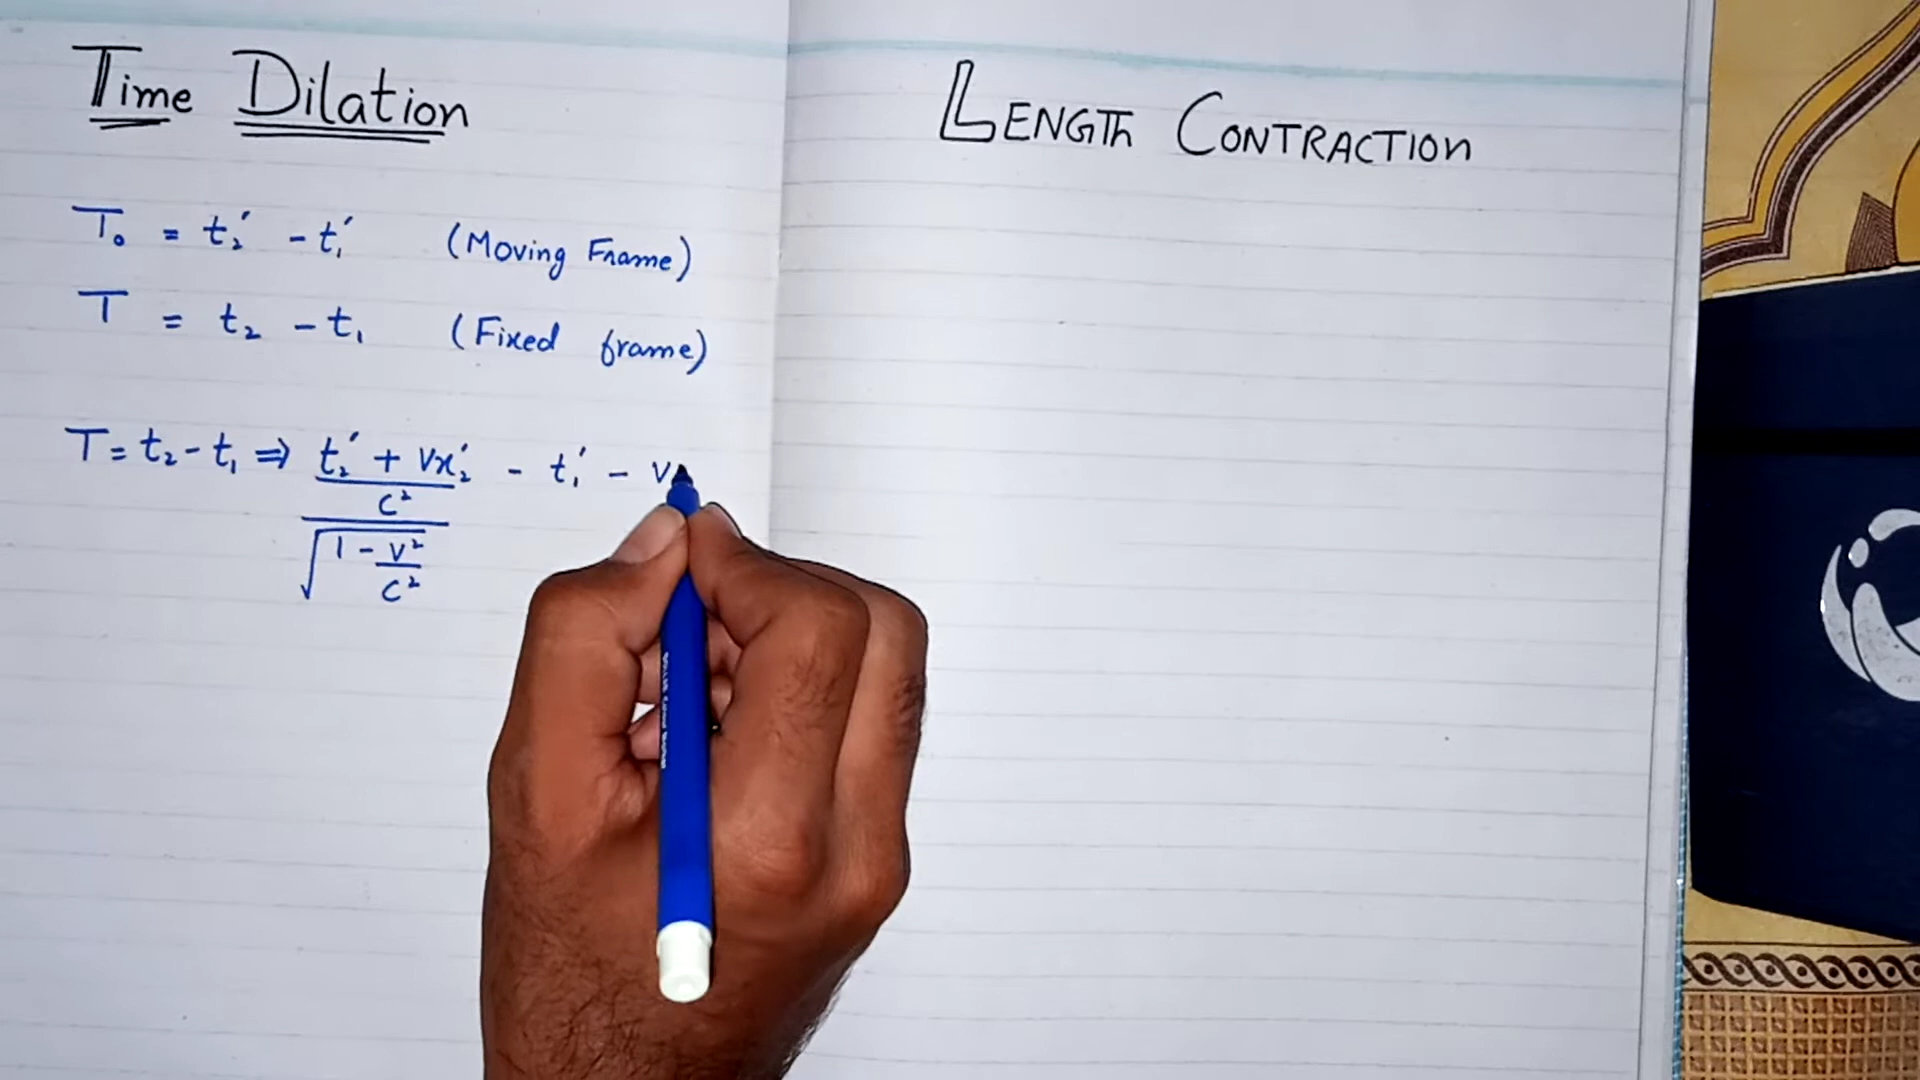 Time Dilation
T₀ = t₂′ - t₁′ (Moving Frame)
T = t₂ - t₁ (Fixed frame)
T = t₂ - t₁ ⇒ t₂′ + vx₂′ - t₁′ - v
c²
√1 - v²
c²
LENGTh CONTRACTION